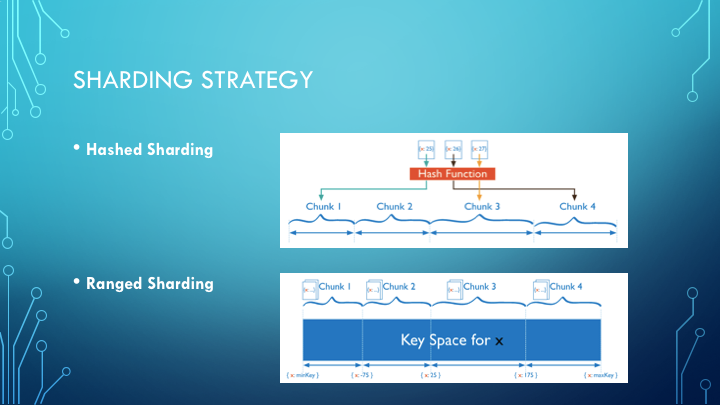 SHARDING STRATEGY
• Hashed Sharding
{x: 25} {x: 26} {x: 27}
Hash Function
Chunk 1 Chunk 2 Chunk 3 Chunk 4
• Ranged Sharding
{x: ...} Chunk 1 {x: ...} Chunk 2 {x: ...} Chunk 3 {x: ...} Chunk 4
Key Space for x
{ x: minKey } { x: -75 } { x: 25 } { x: 175 } { x: maxKey }